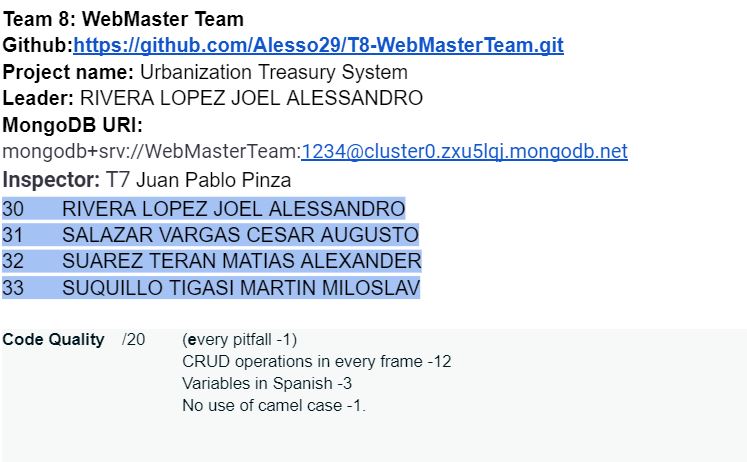 Team 8: WebMaster Team
Github:https://github.com/Alesso29/T8-WebMasterTeam.git
Project name: Urbanization Treasury System
Leader: RIVERA LOPEZ JOEL ALESSANDRO
MongoDB URI:
mongodb+srv://WebMasterTeam:1234@cluster0.zxu5lqj.mongodb.net
Inspector: T7 Juan Pablo Pinza
30 RIVERA LOPEZ JOEL ALESSANDRO
31 SALAZAR VARGAS CESAR AUGUSTO
32 SUAREZ TERAN MATIAS ALEXANDER
33 SUQUILLO TIGASI MARTIN MILOSLAV
Code Quality /20 (every pitfall -1)
CRUD operations in every frame -12
Variables in Spanish -3
No use of camel case -1.